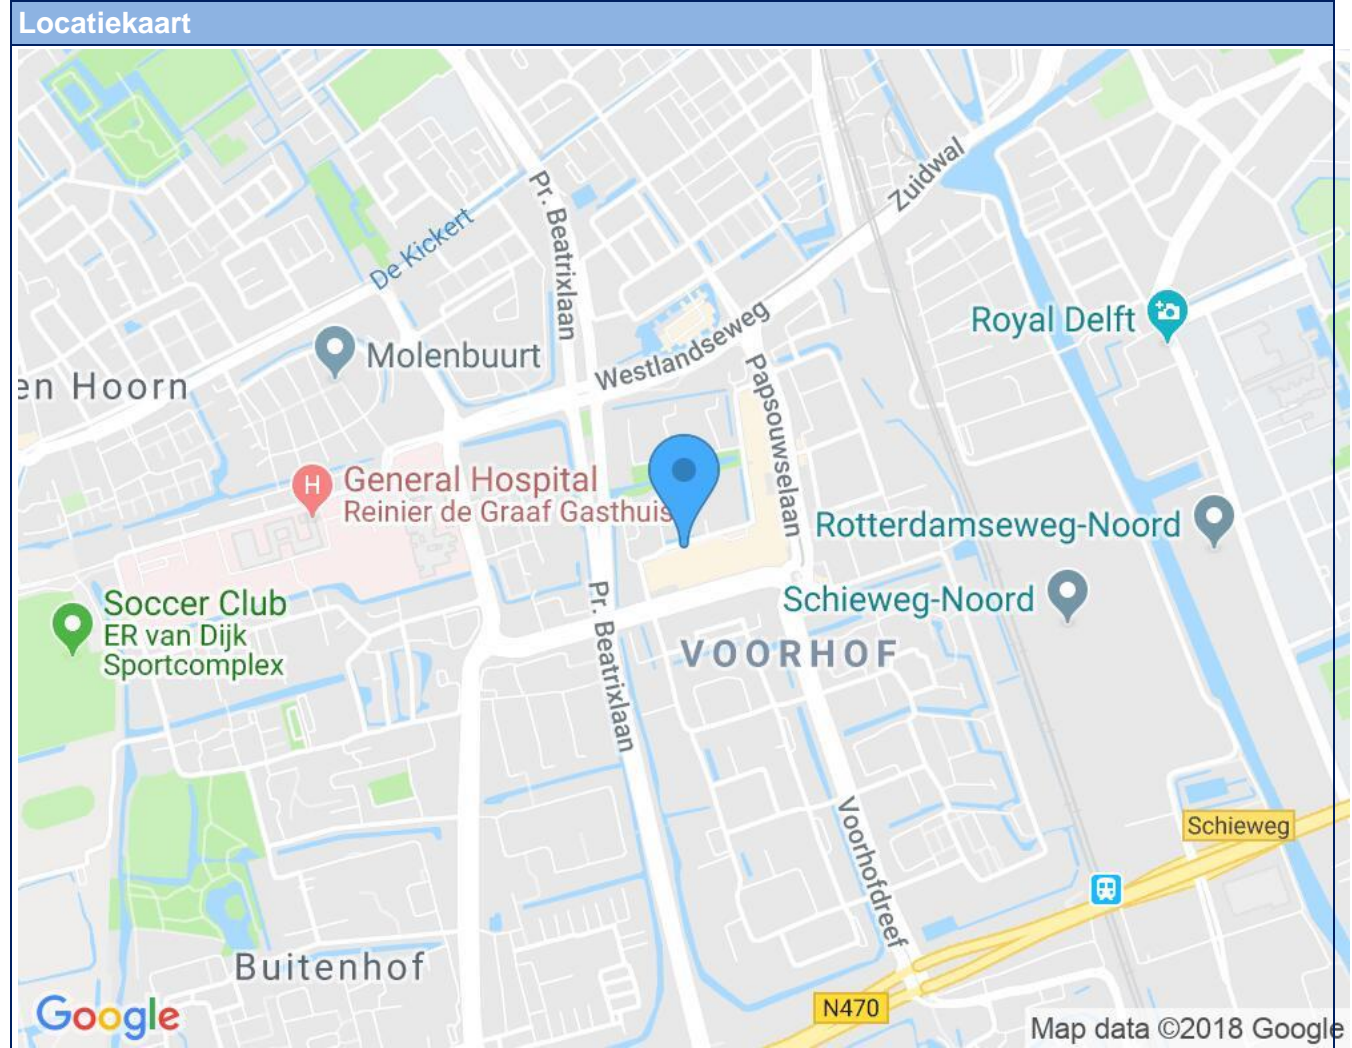 Locatiekaart
Zuidwal
Pr. Beatrixlaan
De Kickert
Royal Delft
Westlandseweg
Molenbuurt
en Hoorn
Papsouwselaan
General Hospital
Reinier de Graaf Gasthuis
H
Rotterdamseweg-Noord
Schieweg-Noord
Soccer Club
ER van Dijk
Sportcomplex
Pr. Beatrixlaan
VOORHOF
Schieweg
Voorhofdreef
Buitenhof
N470
Google
Map data ©2018 Google